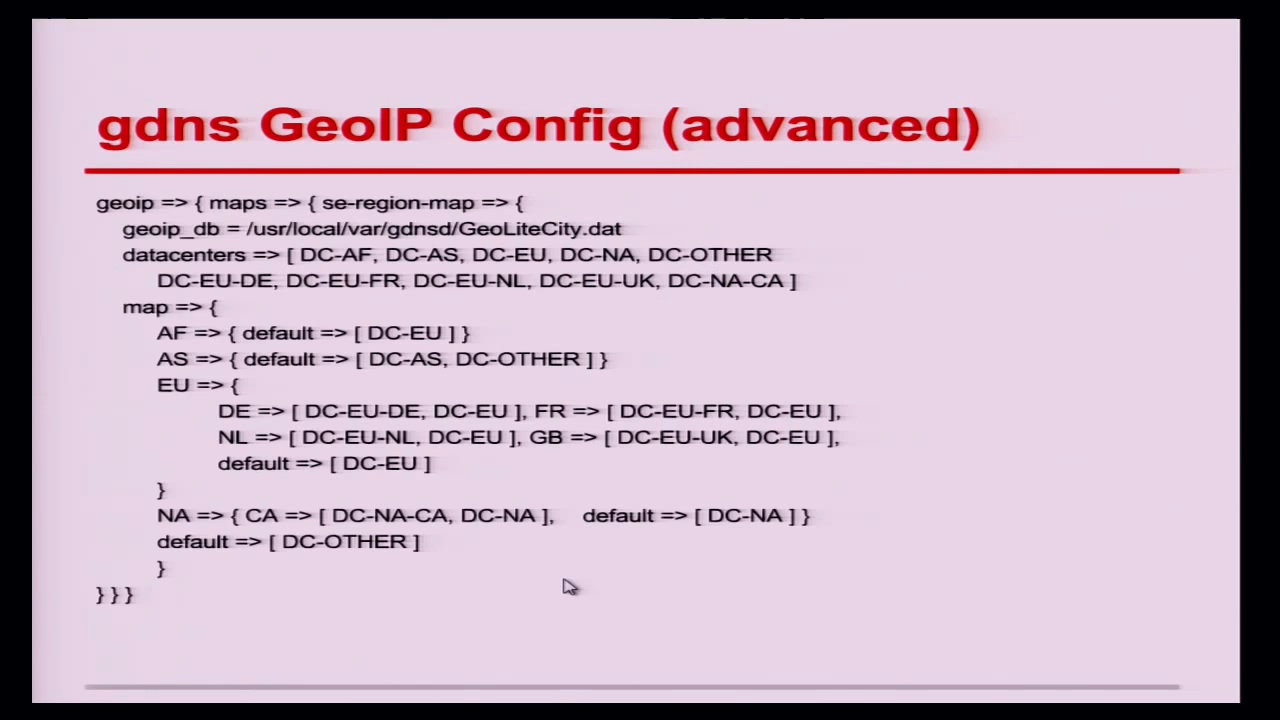 gdns GeoIP Config (advanced)
geoip => { maps => { se-region-map => {
geoip_db = /usr/local/var/gdnsd/GeoLiteCity.dat
datacenters => [ DC-AF, DC-AS, DC-EU, DC-NA, DC-OTHER
DC-EU-DE, DC-EU-FR, DC-EU-NL, DC-EU-UK, DC-NA-CA ]
map => {
AF => { default => [ DC-EU ] }
AS => { default => [ DC-AS, DC-OTHER ] }
EU => {
DE => [ DC-EU-DE, DC-EU ], FR => [ DC-EU-FR, DC-EU ],
NL => [ DC-EU-NL, DC-EU ], GB => [ DC-EU-UK, DC-EU ],
default => [ DC-EU ]
}
NA => { CA => [ DC-NA-CA, DC-NA ], default => [ DC-NA ] }
default => [ DC-OTHER ]
}
} } }